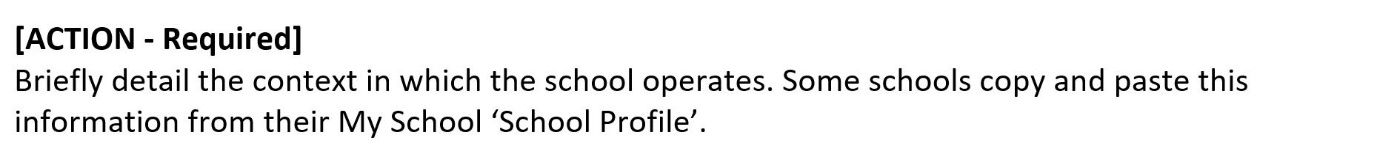 [ACTION - Required]
Briefly detail the context in which the school operates. Some schools copy and paste this
information from their My School ‘School Profile’.